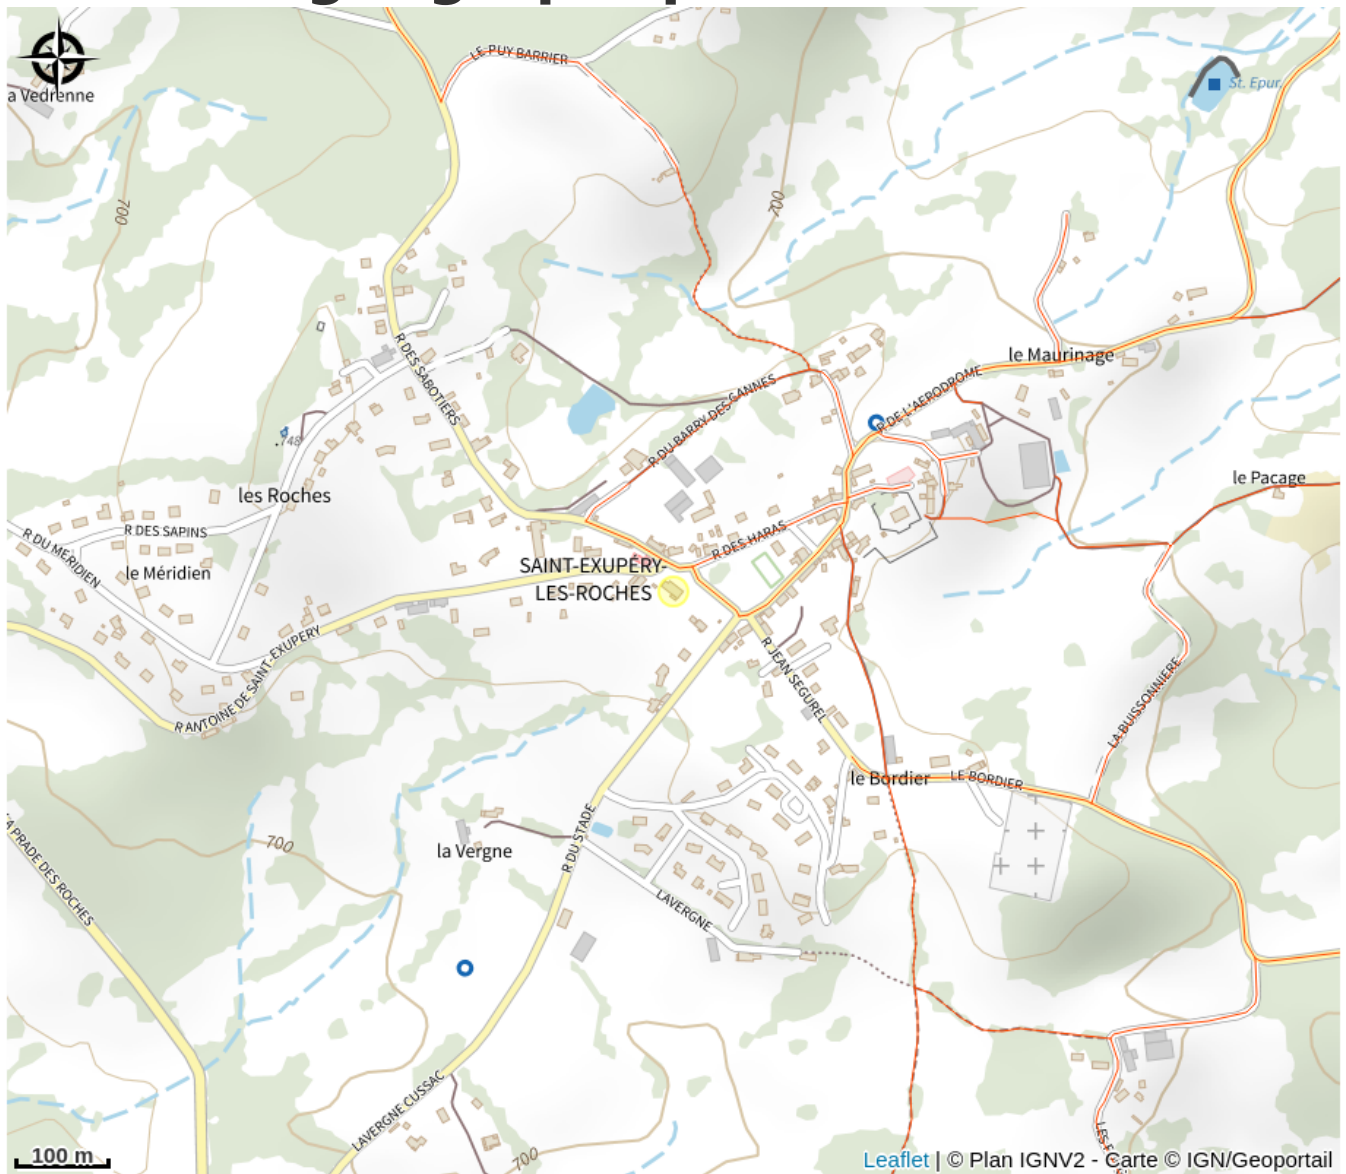 LE PUY BARRIER
St. Epur.
a Vedrenne
700
700
le Maurinage
R DE L'AERODROME
R DES SABOTIERS
R DU BARRY DES CANNES
748
le Pacage
les Roches
R DES SAPINS
R DU MERIDIEN
le Méridien
R DES HARAS
SAINT-EXUPÉRY-
LES-ROCHES
R ANTOINE DE SAINT-EXUPERY
R JEAN SEGUREL
LA BUISSONNIERE
le Bordier
LE BORDIER
LA PRADE DES ROCHES
700
la Vergne
R DU STADE
LAVERGNE
LAVERGNE CUSSAC
700
100 m
Leaflet | © Plan IGNV2 - Carte © IGN/Geoportail